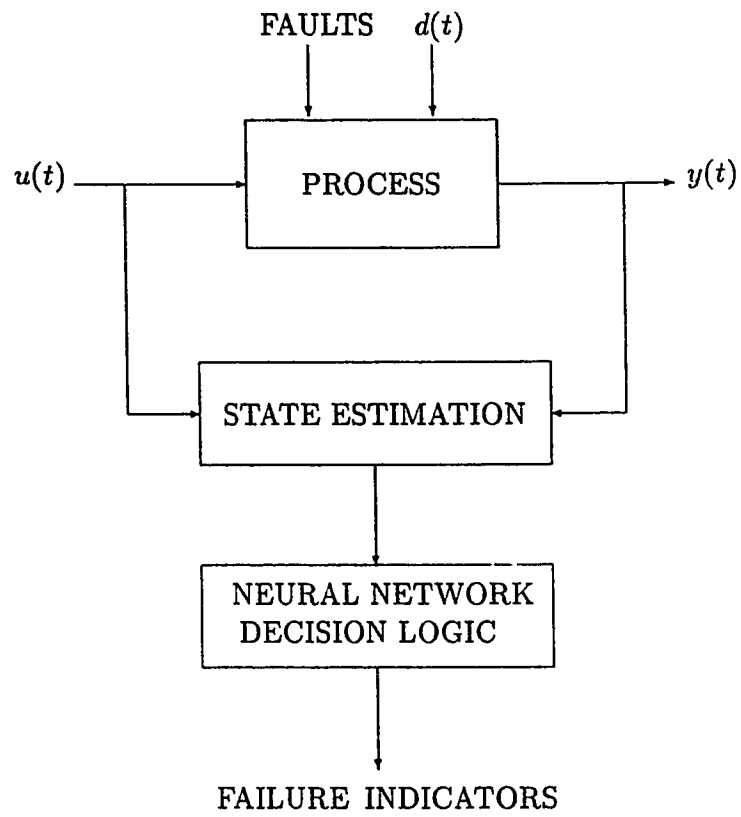 FAULTS d(t)
u(t) PROCESS y(t)
STATE ESTIMATION
NEURAL NETWORK
DECISION LOGIC
FAILURE INDICATORS